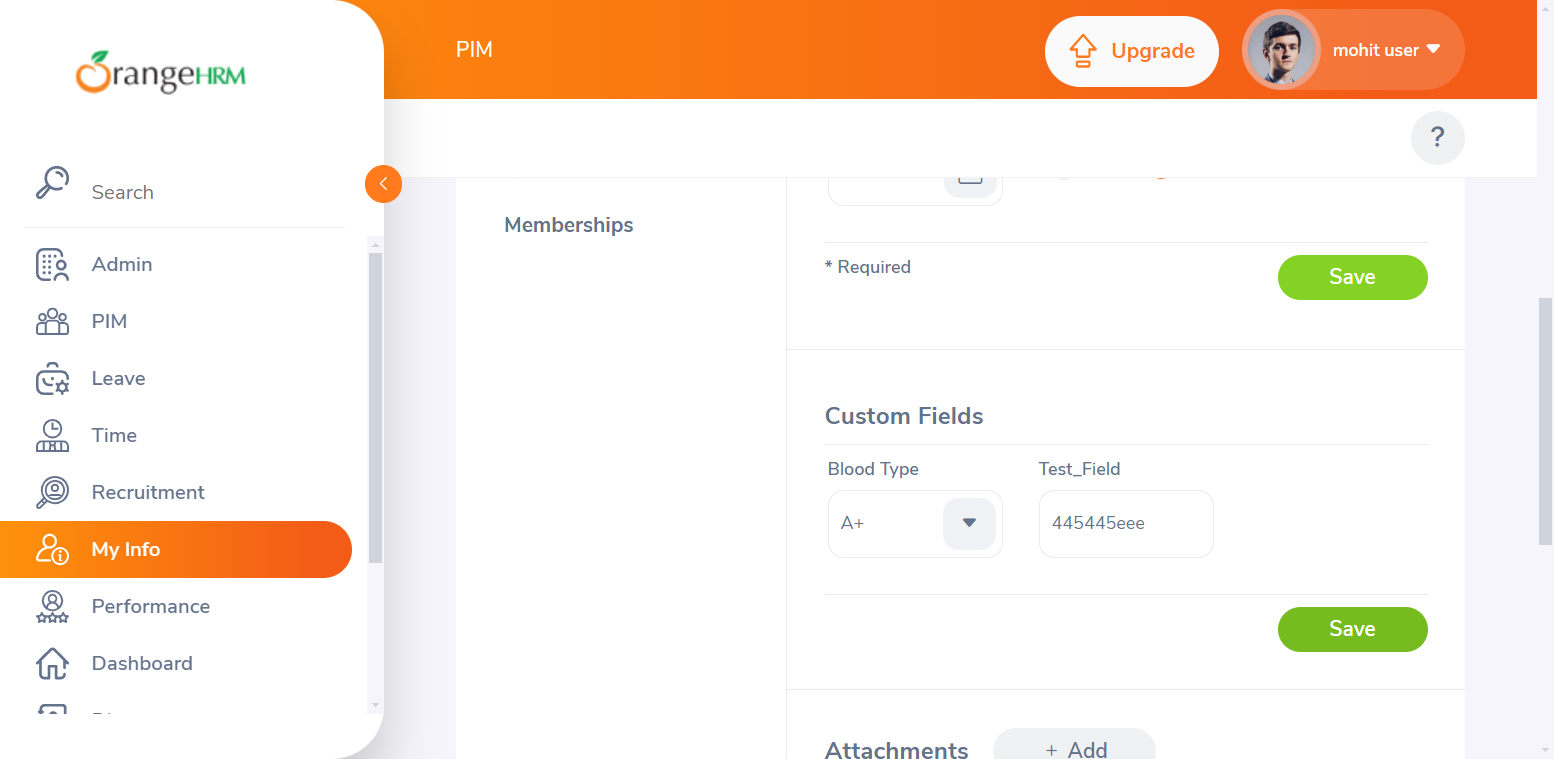 OrangeHRM
PIM
Upgrade
mohit user
?
Search
Admin
PIM
Leave
Time
Recruitment
My Info
Performance
Dashboard
Memberships
* Required
Save
Custom Fields
Blood Type
Test_Field
A+
445445eee
Save
Attachments
+ Add